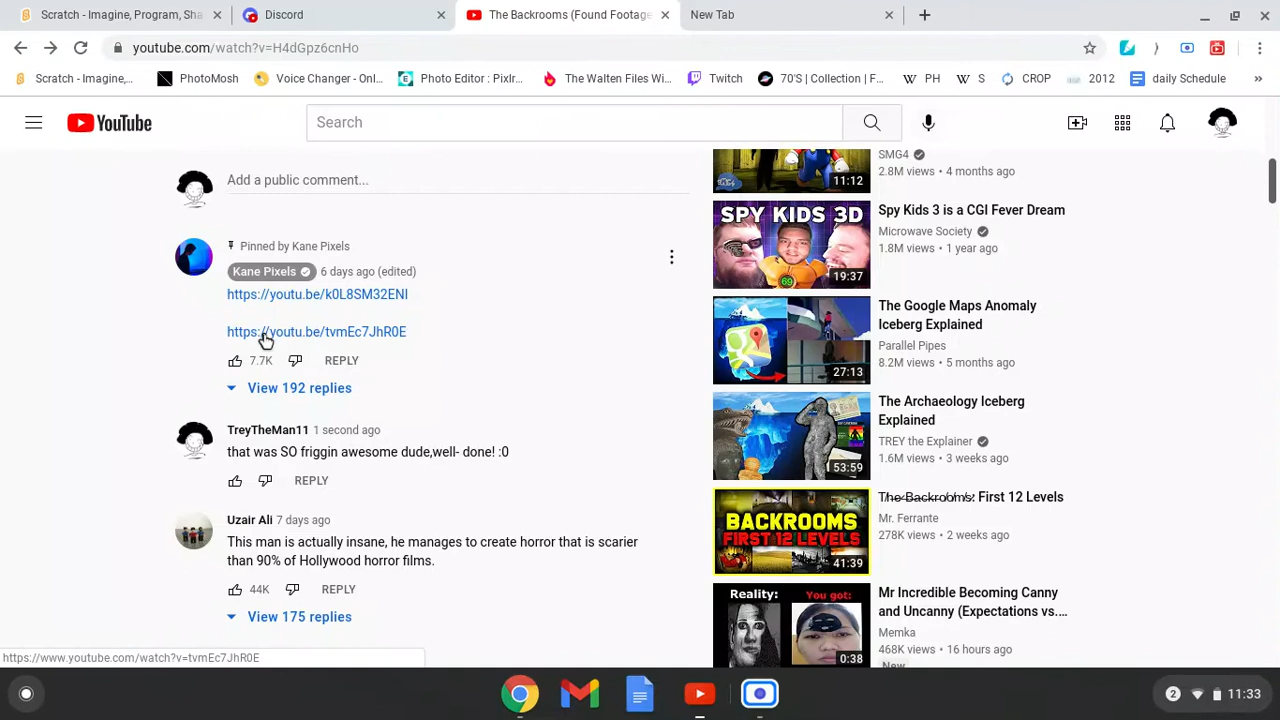 Scratch - Imagine, Program, Sha
Discord
The Backrooms (Found Footage
New Tab
youtube.com/watch?v=H4dGpz6cnHo
Scratch - Imagine,...
PhotoMosh
Voice Changer - Onl...
Photo Editor : Pixlr...
The Walten Files Wi...
Twitch
70'S | Collection | F...
PH
S
CROP
2012
daily Schedule
»
YouTube
Search
SMG4
2.8M views • 4 months ago
11:12
Add a public comment...
SPY KIDS 3D
69
19:37
Spy Kids 3 is a CGI Fever Dream
Microwave Society
1.8M views • 1 year ago
Pinned by Kane Pixels
Kane Pixels 6 days ago (edited)
https://youtu.be/k0L8SM32ENI
https://youtu.be/tvmEc7JhR0E
7.7K REPLY
View 192 replies
27:13
The Google Maps Anomaly
Iceberg Explained
Parallel Pipes
8.2M views • 5 months ago
53:59
The Archaeology Iceberg
Explained
TREY the Explainer
1.6M views • 3 weeks ago
TreyTheMan11 1 second ago
that was SO friggin awesome dude,well- done! :0
REPLY
BACKROOMS
FIRST 12 LEVELS
41:39
The Backrooms: First 12 Levels
Mr. Ferrante
278K views • 2 weeks ago
Uzair Ali 7 days ago
This man is actually insane, he manages to create horror that is scarier
than 90% of Hollywood horror films.
44K REPLY
View 175 replies
Reality:
You got:
0:38
Mr Incredible Becoming Canny
and Uncanny (Expectations vs....
Memka
468K views • 16 hours ago
New
https://www.youtube.com/watch?v=tvmEc7JhR0E
2
11:33